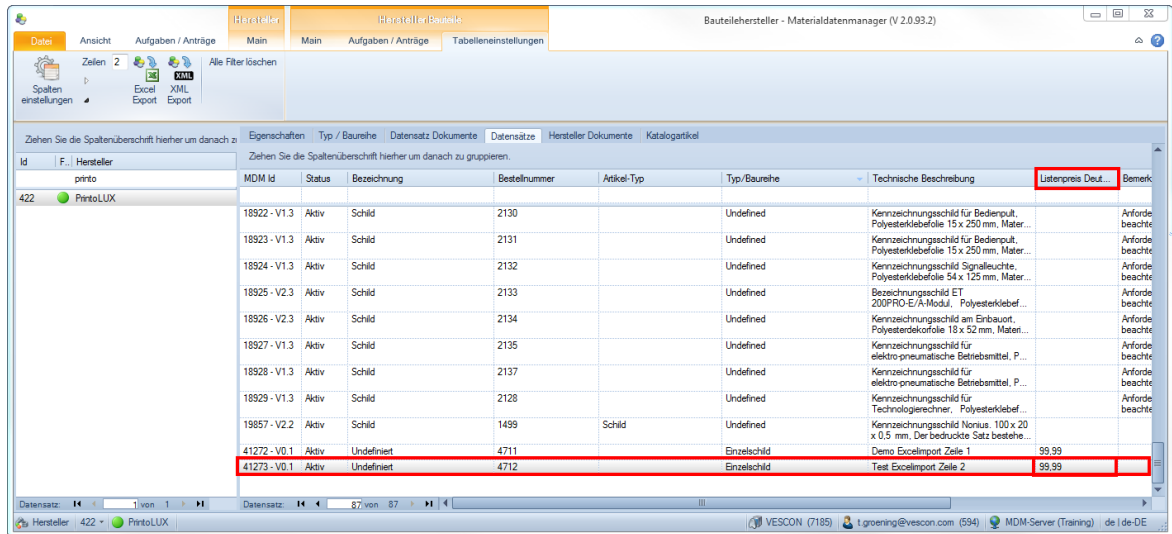 Hersteller Hersteller Bauteile Bauteilehersteller - Materialdatenmanager (V 2.0.93.2)
Datei Ansicht Aufgaben / Anträge Main Main Aufgaben / Anträge Tabelleneinstellungen
Zeilen 2 Alle Filter löschen
XML
Spalten Excel XML
einstellungen Export Export
Ziehen Sie die Spaltenüberschrift hierher um danach zu Eigenschaften Typ / Baureihe Datensatz Dokumente Datensätze Hersteller Dokumente Katalogartikel
Ziehen Sie die Spaltenüberschrift hierher um danach zu gruppieren.
Id F.. Hersteller
MDM Id Status Bezeichnung Bestellnummer Artikel-Typ Typ/Baureihe Technische Beschreibung Listenpreis Deut... Bemerk
printo
422 PrintoLUX
18922 - V1.3 Aktiv Schild 2130 Undefined Kennzeichnungsschild für Bedienpult, Anforde
Polyesterklebefolie 15 x 250 mm, Mater... beachte
18923 - V1.3 Aktiv Schild 2131 Undefined Kennzeichnungsschild für Bedienpult, Anforde
Polyesterklebefolie 15 x 250 mm, Mater... beachte
18924 - V1.3 Aktiv Schild 2132 Undefined Kennzeichnungsschild Signalleuchte, Anforde
Polyesterklebefolie 54 x 125 mm, Mater... beachte
18925 - V2.3 Aktiv Schild 2133 Undefined Bezeichnungsschild ET Anforde
200PRO-E/A-Modul, Polyesterklebef... beachte
18926 - V2.3 Aktiv Schild 2134 Undefined Kennzeichnungsschild am Einbauort, Anforde
Polyesterdekorfolie 18 x 52 mm, Materi... beachte
18927 - V1.3 Aktiv Schild 2135 Undefined Kennzeichnungsschild für Anforde
elektro-pneumatische Betriebsmittel, P... beachte
18928 - V1.3 Aktiv Schild 2137 Undefined Kennzeichnungsschild für Anforde
elektro-pneumatische Betriebsmittel, P... beachte
18929 - V1.3 Aktiv Schild 2128 Undefined Kennzeichnungsschild für Anforde
Technologierechner, Polyesterklebef... beachte
19857 - V2.2 Aktiv Schild 1499 Schild Undefined Kennzeichnungsschild Nonius. 100 x 20
x 0,5 mm, Der bedruckte Satz bestehe...
41272 - V0.1 Aktiv Undefiniert 4711 Einzelschild Demo Excelimport Zeile 1 99,99
41273 - V0.1 Aktiv Undefiniert 4712 Einzelschild Test Excelimport Zeile 2 99,99
Datensatz: 1 von 1 Datensatz: 87 von 87
Hersteller 422 PrintoLUX VESCON (7185) t.groening@vescon.com (594) MDM-Server (Training) de | de-DE